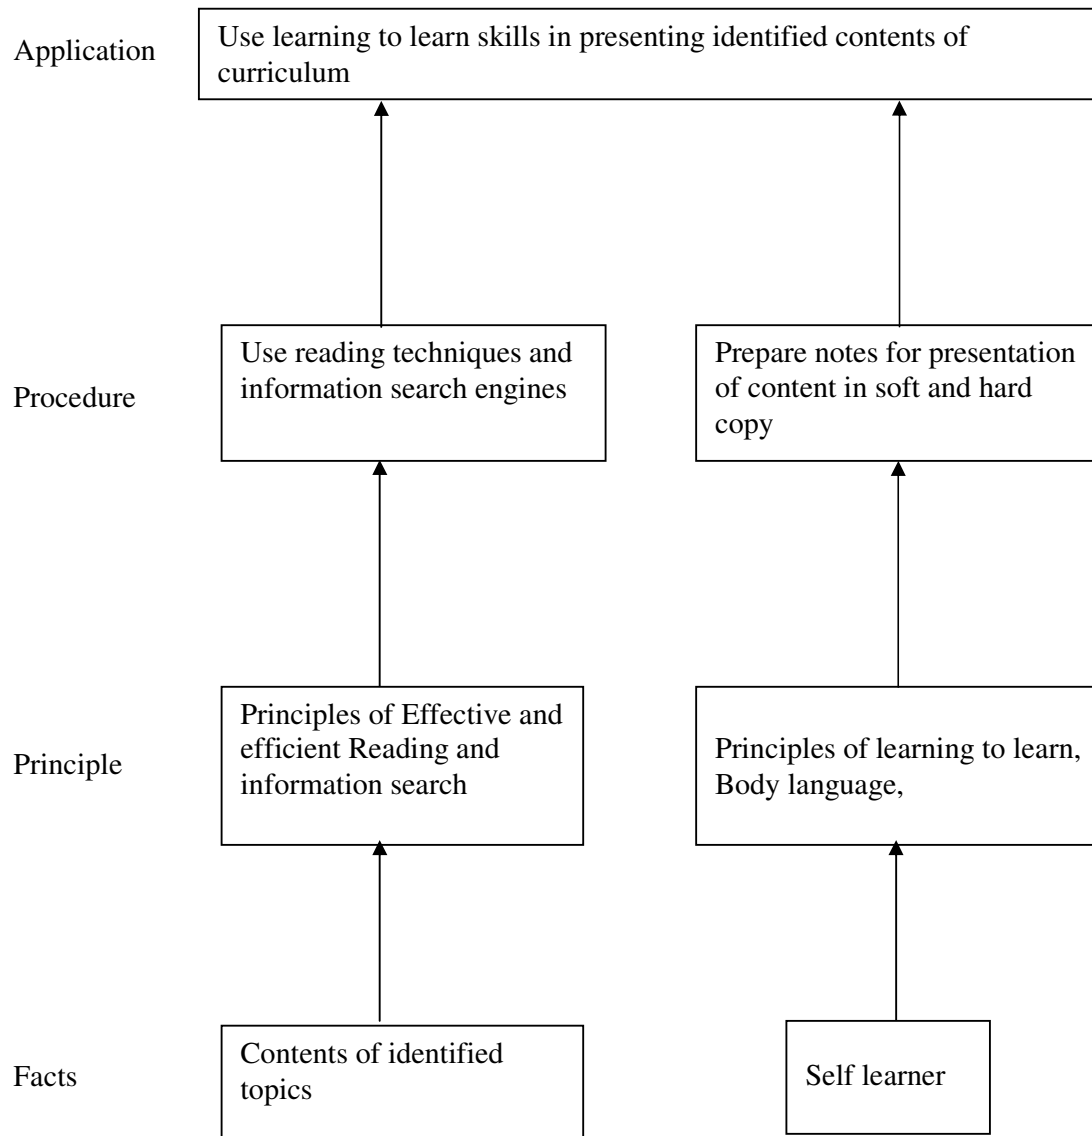 Application
Use learning to learn skills in presenting identified contents of
curriculum
Procedure
Use reading techniques and
information search engines
Prepare notes for presentation
of content in soft and hard
copy
Principle
Principles of Effective and
efficient Reading and
information search
Principles of learning to learn,
Body language,
Facts
Contents of identified
topics
Self learner